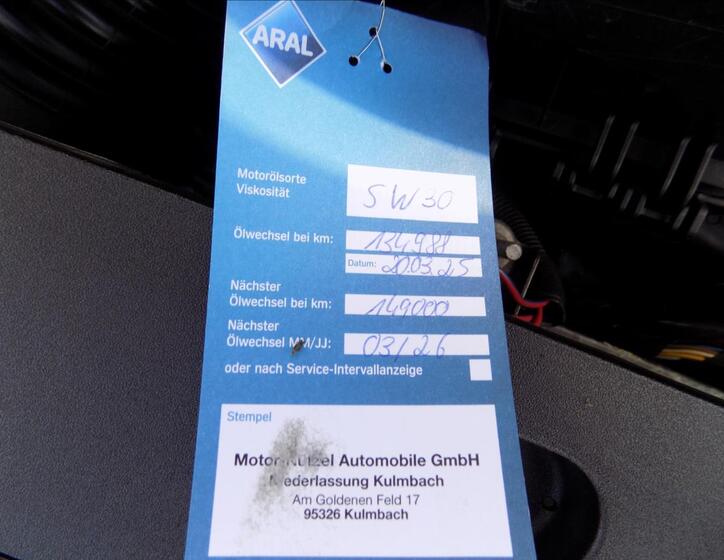 ARAL
Motorölsorte
Viskosität
5W30
Ölwechsel bei km: 134988
Datum: 20.03.25
Nächster
Ölwechsel bei km: 149000
Nächster
Ölwechsel MM/JJ: 03/26
oder nach Service-Intervallanzeige
Stempel
Motor-Nützel Automobile GmbH
Niederlassung Kulmbach
Am Goldenen Feld 17
95326 Kulmbach